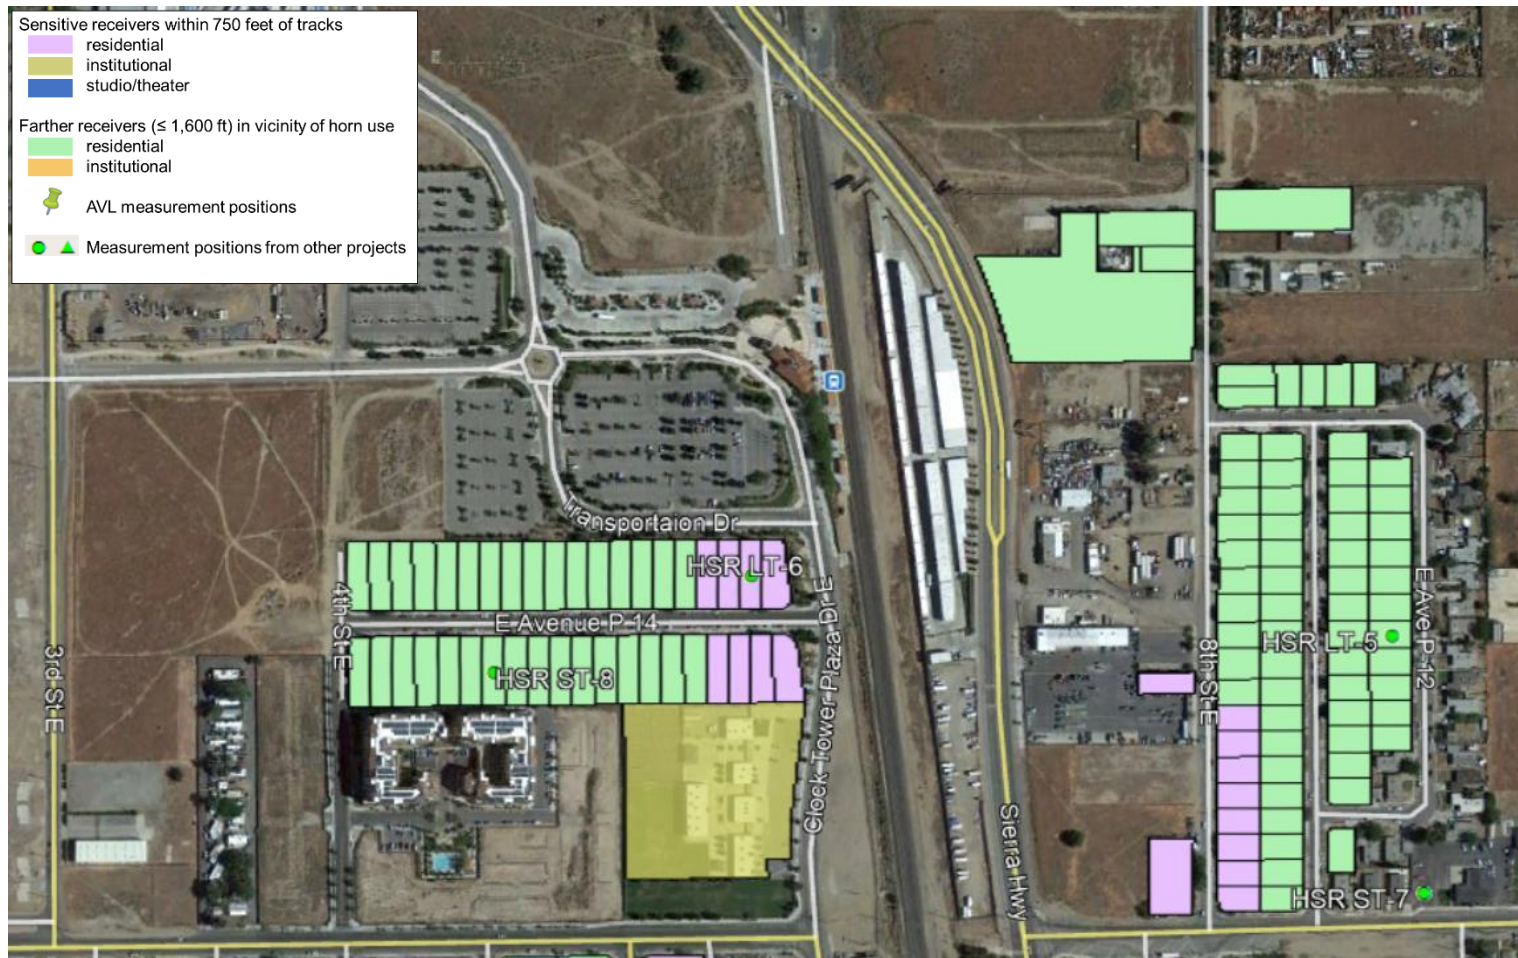 Sensitive receivers within 750 feet of tracks
residential
institutional
studio/theater
Farther receivers (≤ 1,600 ft) in vicinity of horn use
residential
institutional
AVL measurement positions
Measurement positions from other projects
Transportaion Dr
HSR LT-6
4th St E
E Avenue P 14
Clock Tower Plaza Dr E
HSR ST-8
3rd St E
Sierra Hwy
8th St E
HSR LT-5
E Ave P-12
HSR ST-7